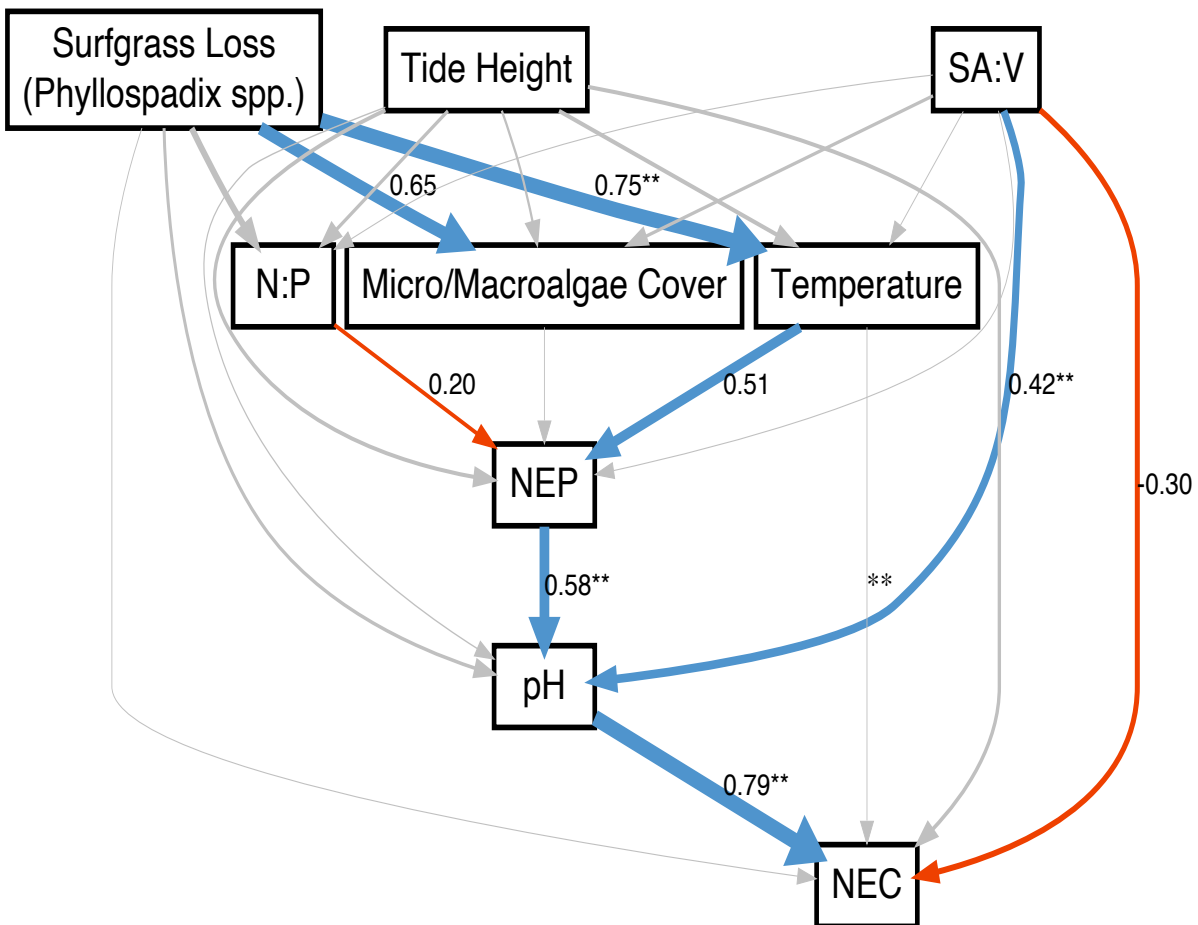 Surfgrass Loss
(Phyllospadix spp.)
Tide Height
SA:V
0.65
0.75**
N:P
Micro/Macroalgae Cover
Temperature
0.20
0.51
0.42**
NEP
-0.30
0.58**
**
pH
0.79**
NEC